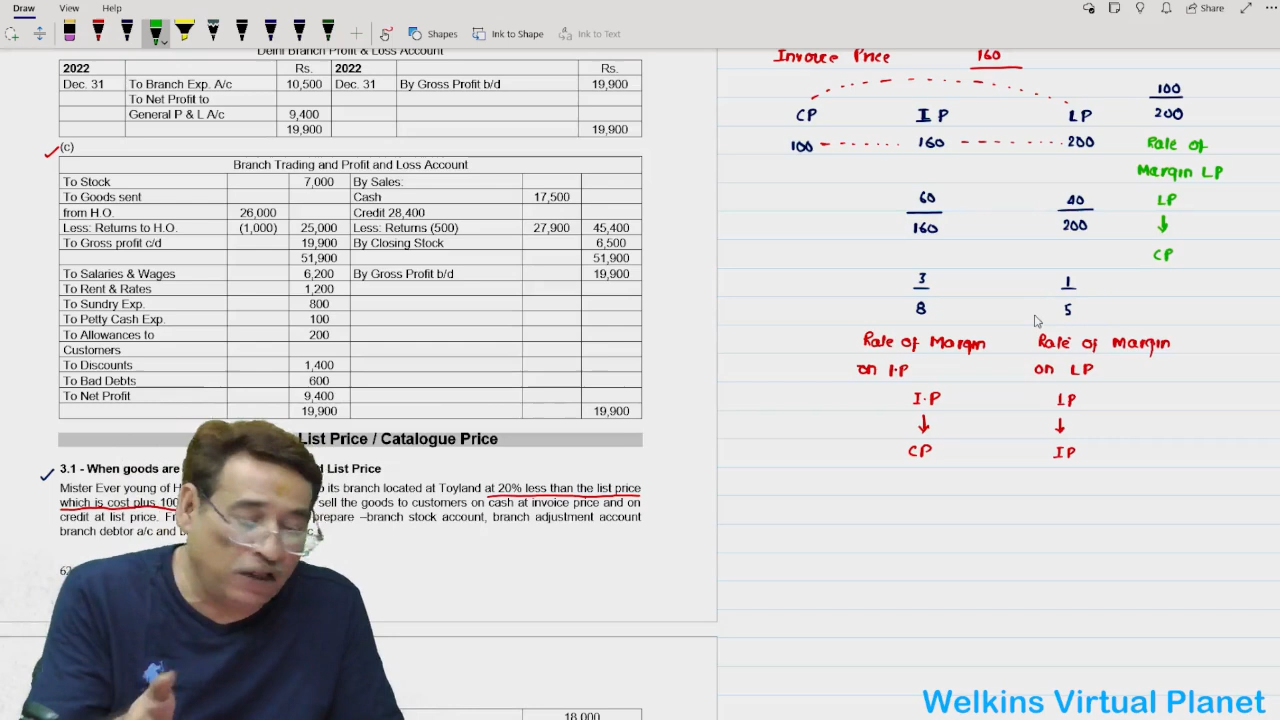 Draw View Help
Share
Shapes Ink to Shape Ink to Text
Delhi Branch Profit & Loss Account
2022 Rs. 2022 Rs.
Dec. 31 To Branch Exp. A/c 10,500 Dec. 31 By Gross Profit b/d 19,900
To Net Profit to
General P & L A/c 9,400
19,900 19,900
(c)
Branch Trading and Profit and Loss Account
To Stock 7,000 By Sales:
To Goods sent Cash 17,500
from H.O. 26,000 Credit 28,400
Less: Returns to H.O. (1,000) 25,000 Less: Returns (500) 27,900 45,400
To Gross profit c/d 19,900 By Closing Stock 6,500
51,900 51,900
To Salaries & Wages 6,200 By Gross Profit b/d 19,900
To Rent & Rates 1,200
To Sundry Exp. 800
To Petty Cash Exp. 100
To Allowances to 200
Customers
To Discounts 1,400
To Bad Debts 600
To Net Profit 9,400
19,900 19,900
List Price / Catalogue Price
3.1 - When goods are d List Price
Mister Ever young of H its branch located at Toyland at 20% less than the list price
which is cost plus 100 sell the goods to customers on cash at invoice price and on
credit at list price. F prepare –branch stock account, branch adjustment account
branch debtor a/c and b
18,000
Invoice Price 160
CP IP LP
100 160 200
60 40
160 200
3 1
8 5
Rate of Margin Rate of Margin
on I.P on LP
I.P LP
CP IP
100
200
Rate of
Margin LP
LP
CP
Welkins Virtual Planet